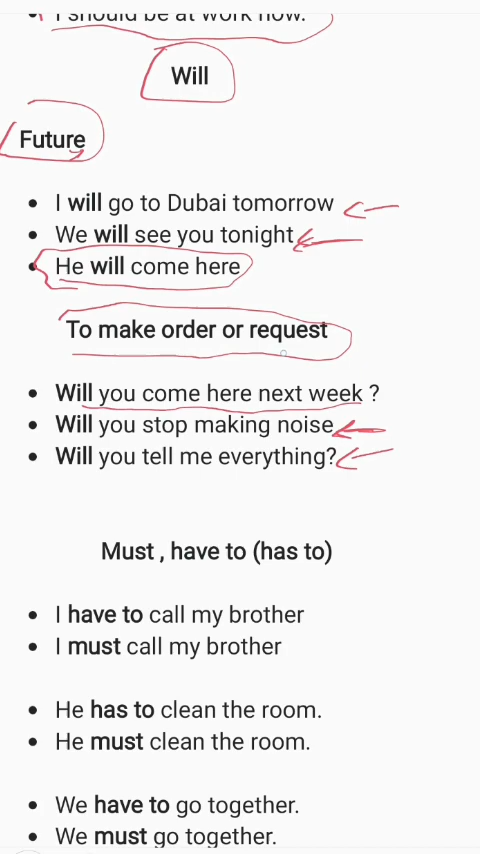 • I should be at work now.
Will
Future
• I will go to Dubai tomorrow
• We will see you tonight
• He will come here
To make order or request
• Will you come here next week ?
• Will you stop making noise
• Will you tell me everything?
Must , have to (has to)
• I have to call my brother
• I must call my brother
• He has to clean the room.
• He must clean the room.
• We have to go together.
• We must go together.